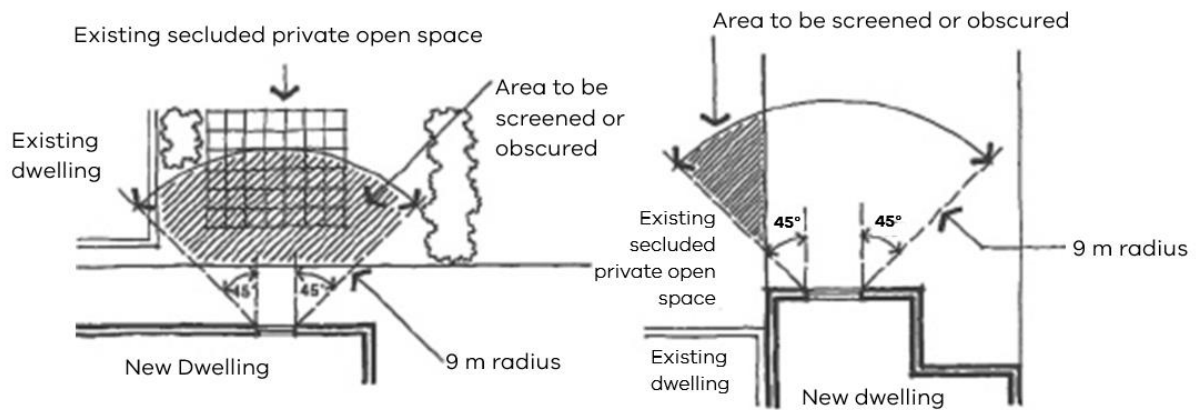 Existing secluded private open space
Area to be
screened or
obscured
Existing
dwelling
45°
45°
New Dwelling
9 m radius
Area to be screened or obscured
45°
45°
Existing
secluded
private open
space
9 m radius
Existing
dwelling
New dwelling